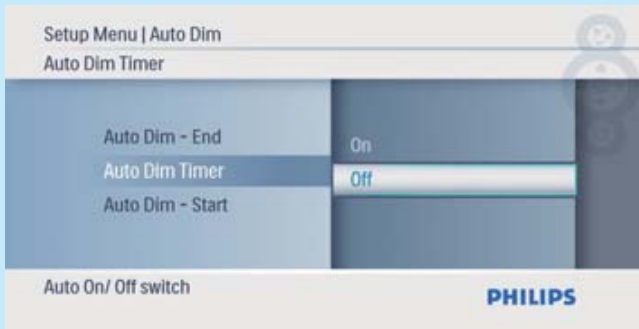 Setup Menu | Auto Dim
Auto Dim Timer
Auto Dim - End
Auto Dim Timer
Auto Dim - Start
On
Off
Auto On/ Off switch
PHILIPS